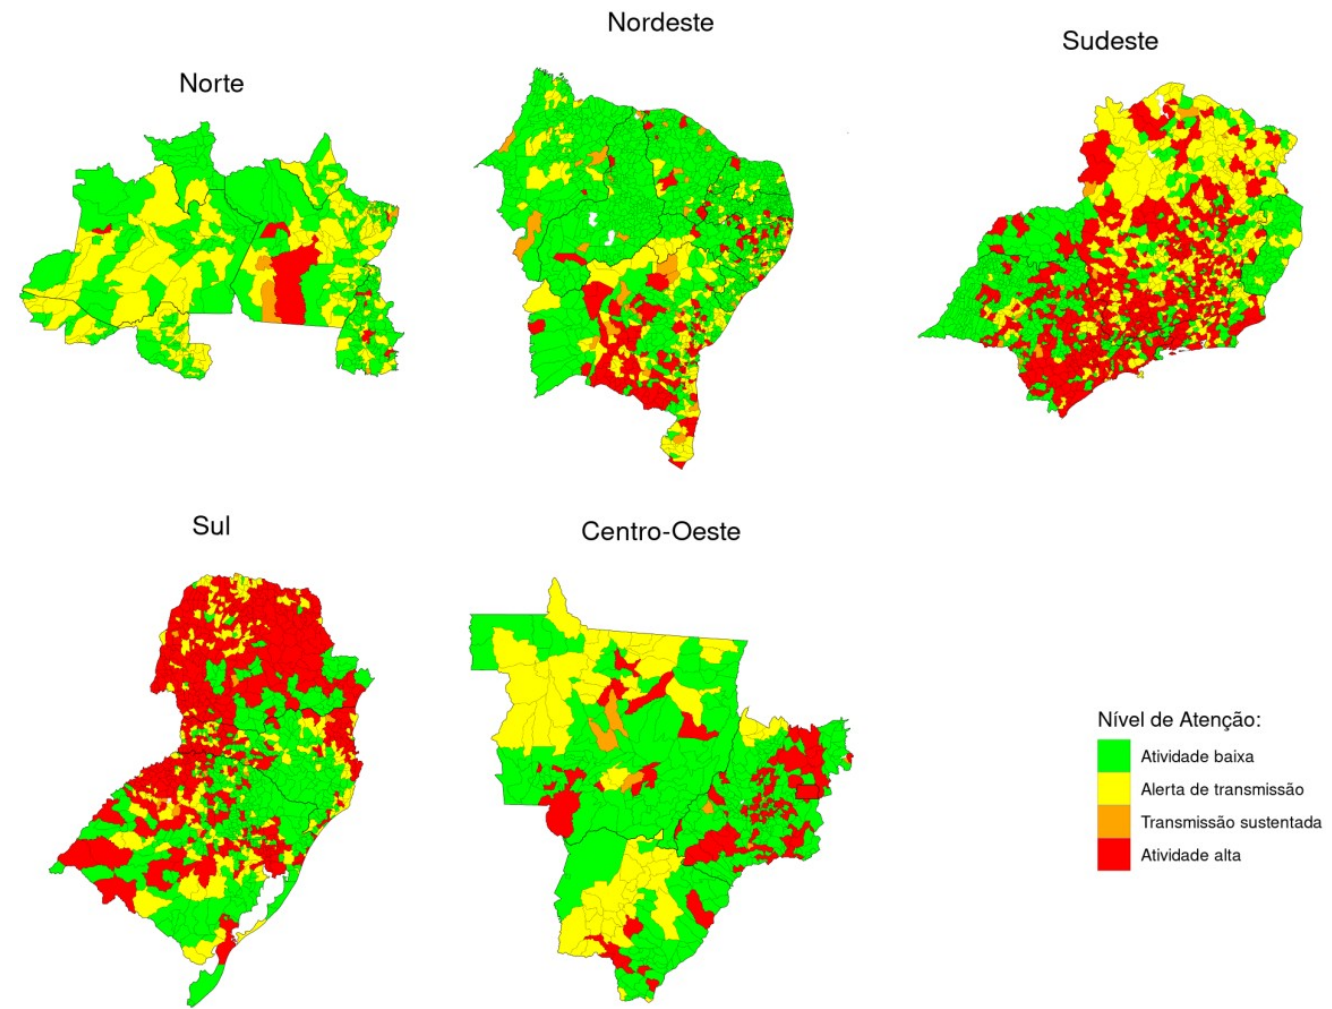 Nordeste
Sudeste
Norte
Sul
Centro-Oeste
Nível de Atenção:
Atividade baixa
Alerta de transmissão
Transmissão sustentada
Atividade alta